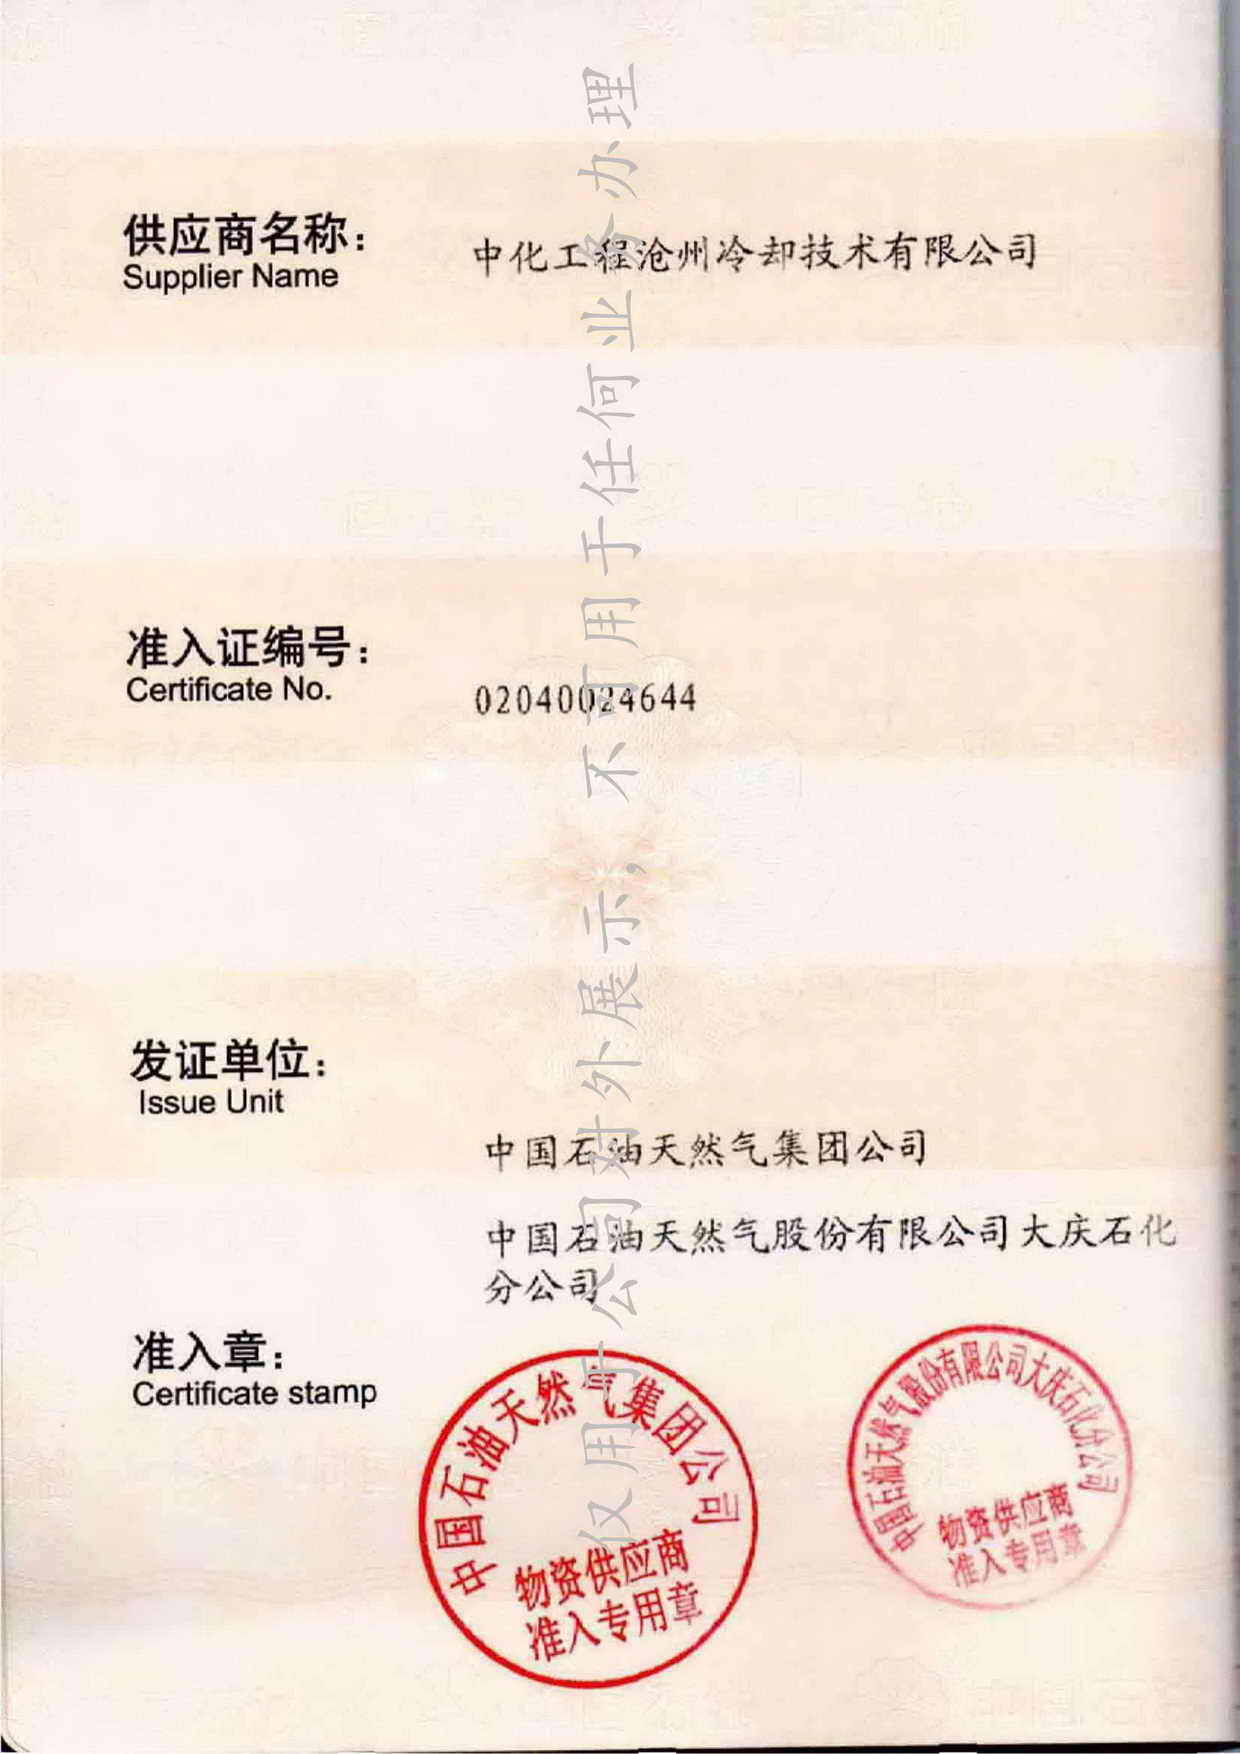 供应商名称：
Supplier Name
中化工程沧州冷却技术有限公司
准入证编号：
Certificate No.
02040024644
发证单位：
Issue Unit
中国石油天然气集团公司
中国石油天然气股份有限公司大庆石化
分公司
准入章：
Certificate stamp
中国石油天然气集团公司
物资供应商
准入专用章
中国石油天然气股份有限公司大庆石化分公司
物资供应商
准入专用章
仅用于公司对外展示，不可用于任何业务办理